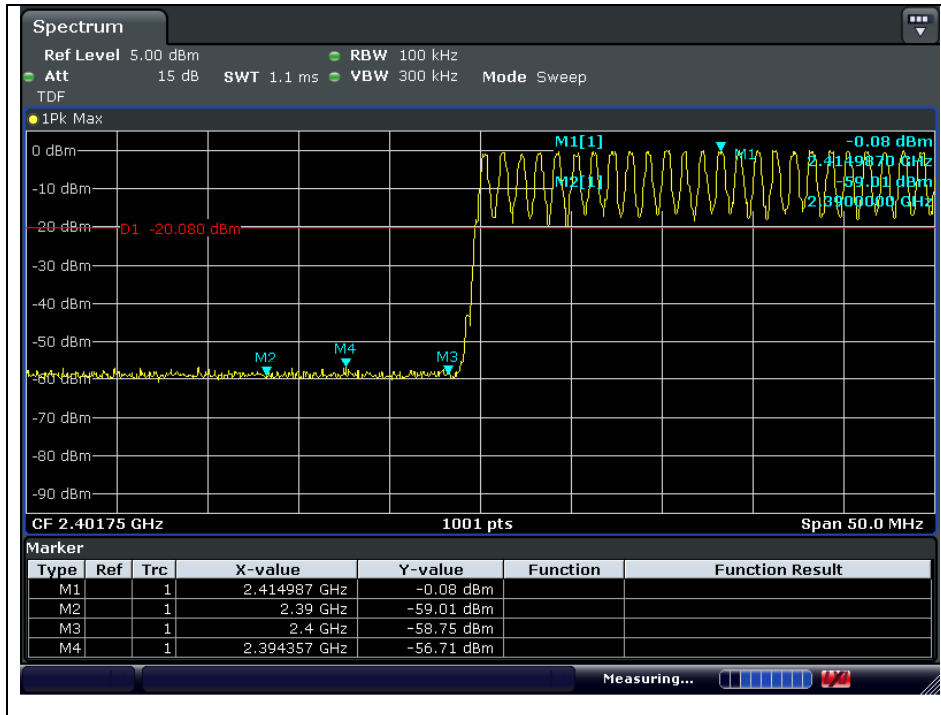 Spectrum
Ref Level 5.00 dBm RBW 100 kHz
Att 15 dB SWT 1.1 ms VBW 300 kHz Mode Sweep
TDF
1Pk Max
M1[1] -0.08 dBm
2.4149870 GHz
M2[1] -59.01 dBm
2.3900000 GHz
M1
0 dBm
-10 dBm
-20 dBm
D1 -20.080 dBm
-30 dBm
-40 dBm
-50 dBm
M2 M4 M3
-60 dBm
-70 dBm
-80 dBm
-90 dBm
CF 2.40175 GHz 1001 pts Span 50.0 MHz
Marker
Type Ref Trc X-value Y-value Function Function Result
M1 1 2.414987 GHz -0.08 dBm
M2 1 2.39 GHz -59.01 dBm
M3 1 2.4 GHz -58.75 dBm
M4 1 2.394357 GHz -56.71 dBm
Measuring...